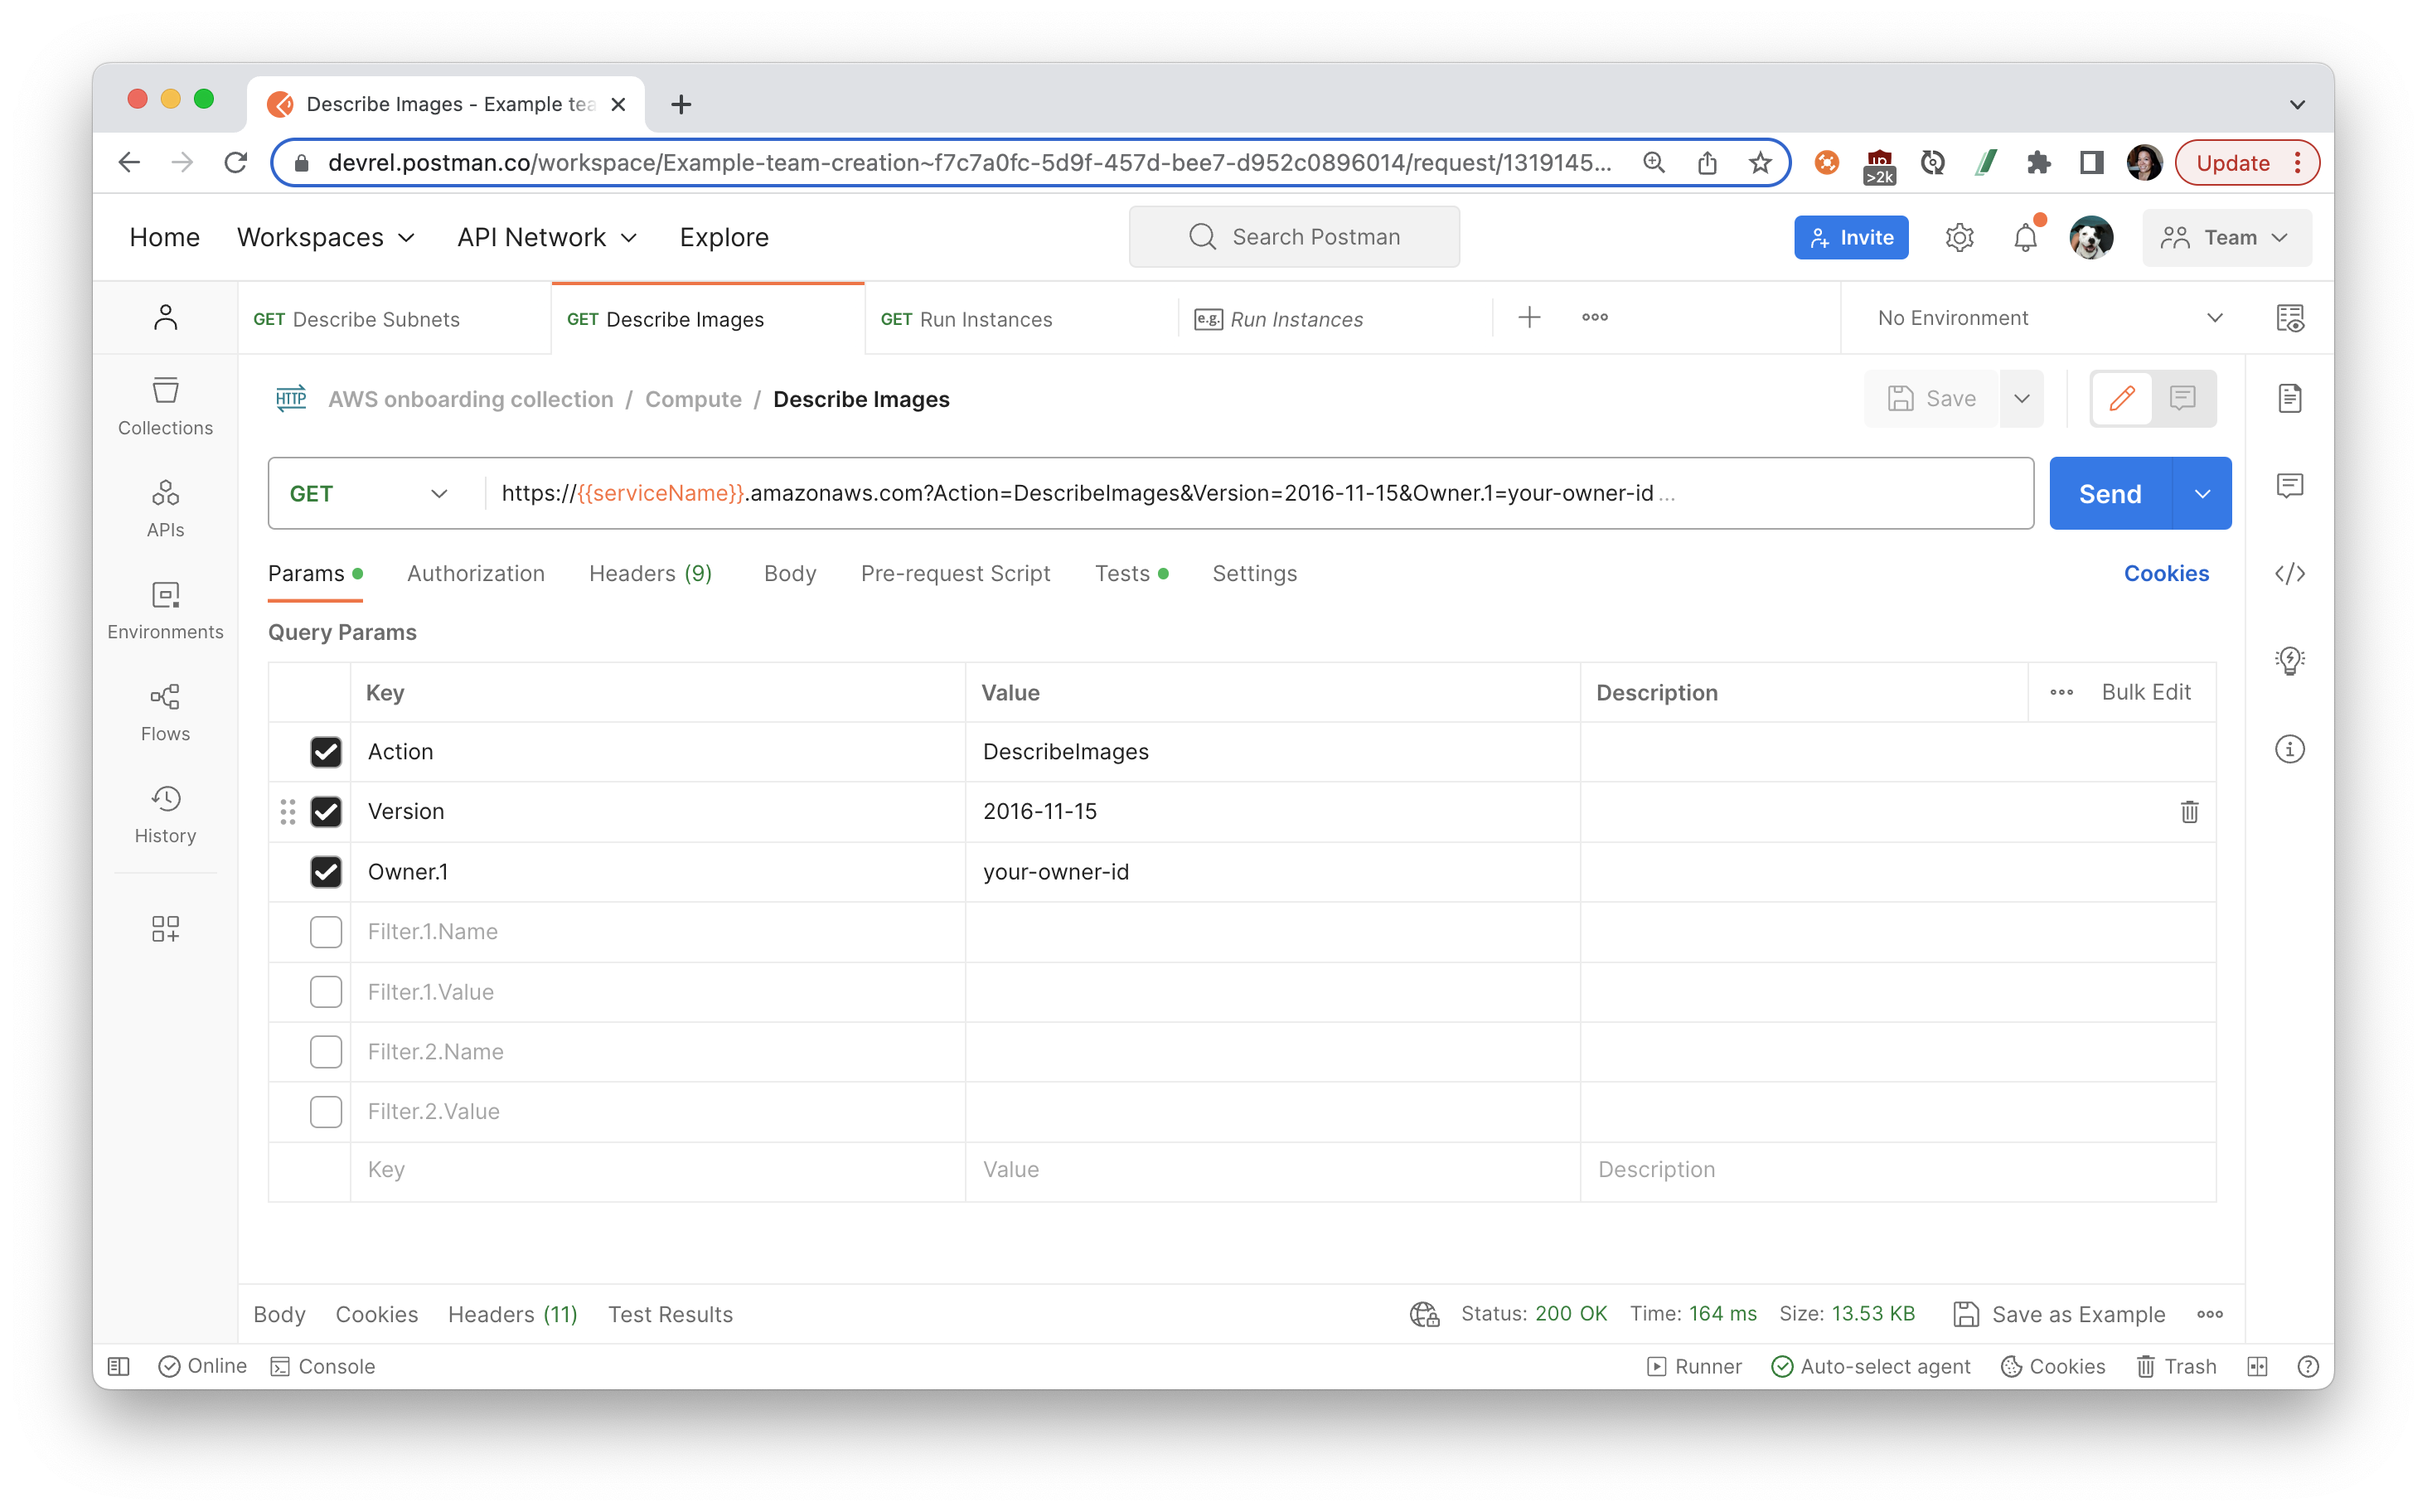 Describe Images - Example tea
devrel.postman.co/workspace/Example-team-creation~f7c7a0fc-5d9f-457d-bee7-d952c0896014/request/1319145...
>2k
Update
Home
Workspaces
API Network
Explore
Search Postman
Invite
Team
GET Describe Subnets
GET Describe Images
GET Run Instances
e.g. Run Instances
No Environment
Collections
APIs
Environments
Flows
History
HTTP
AWS onboarding collection / Compute / Describe Images
Save
GET
https://{{serviceName}}.amazonaws.com?Action=DescribeImages&Version=2016-11-15&Owner.1=your-owner-id ...
Send
Params
Authorization
Headers (9)
Body
Pre-request Script
Tests
Settings
Cookies
Query Params
Key Value Description Bulk Edit
Action DescribeImages
Version 2016-11-15
Owner.1 your-owner-id
Filter.1.Name
Filter.1.Value
Filter.2.Name
Filter.2.Value
Key Value Description
Body Cookies Headers (11) Test Results
Status: 200 OK Time: 164 ms Size: 13.53 KB
Save as Example
Online
Console
Runner
Auto-select agent
Cookies
Trash